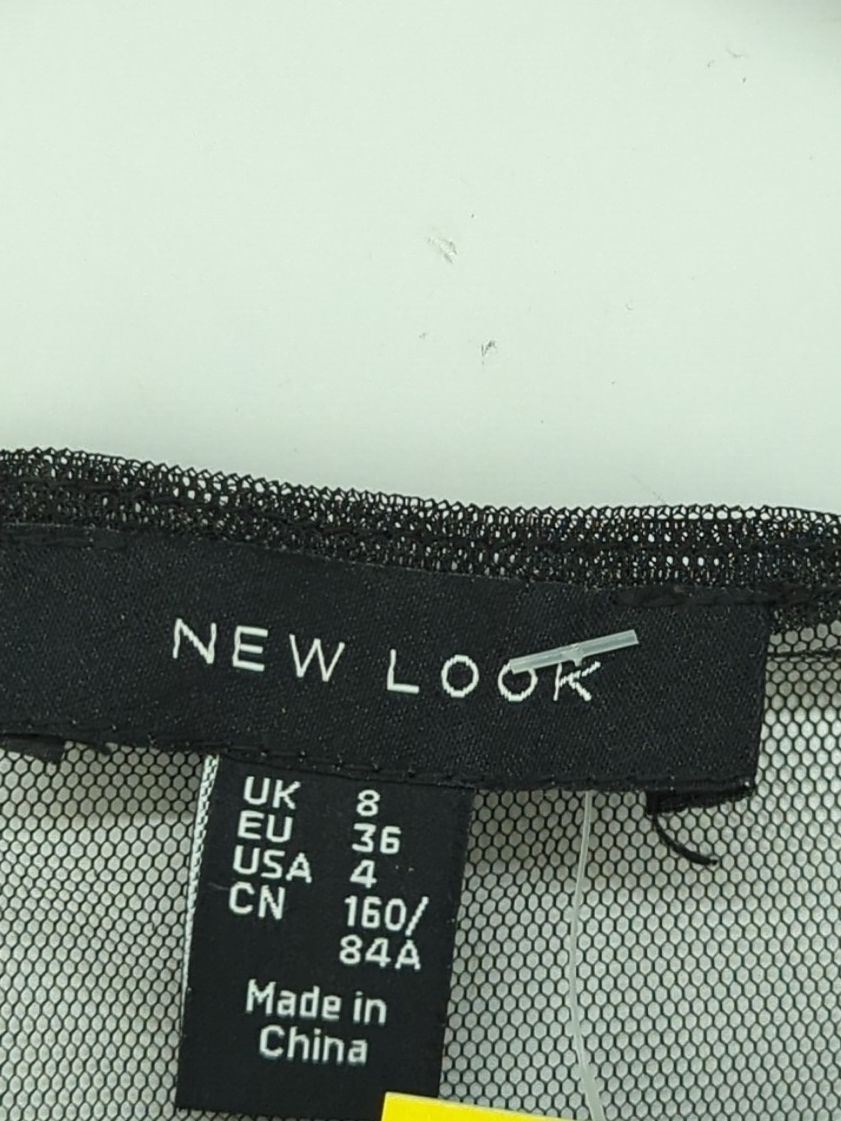 NEW LOOK
UK 8
EU 36
USA 4
CN 160/
84A
Made in
China